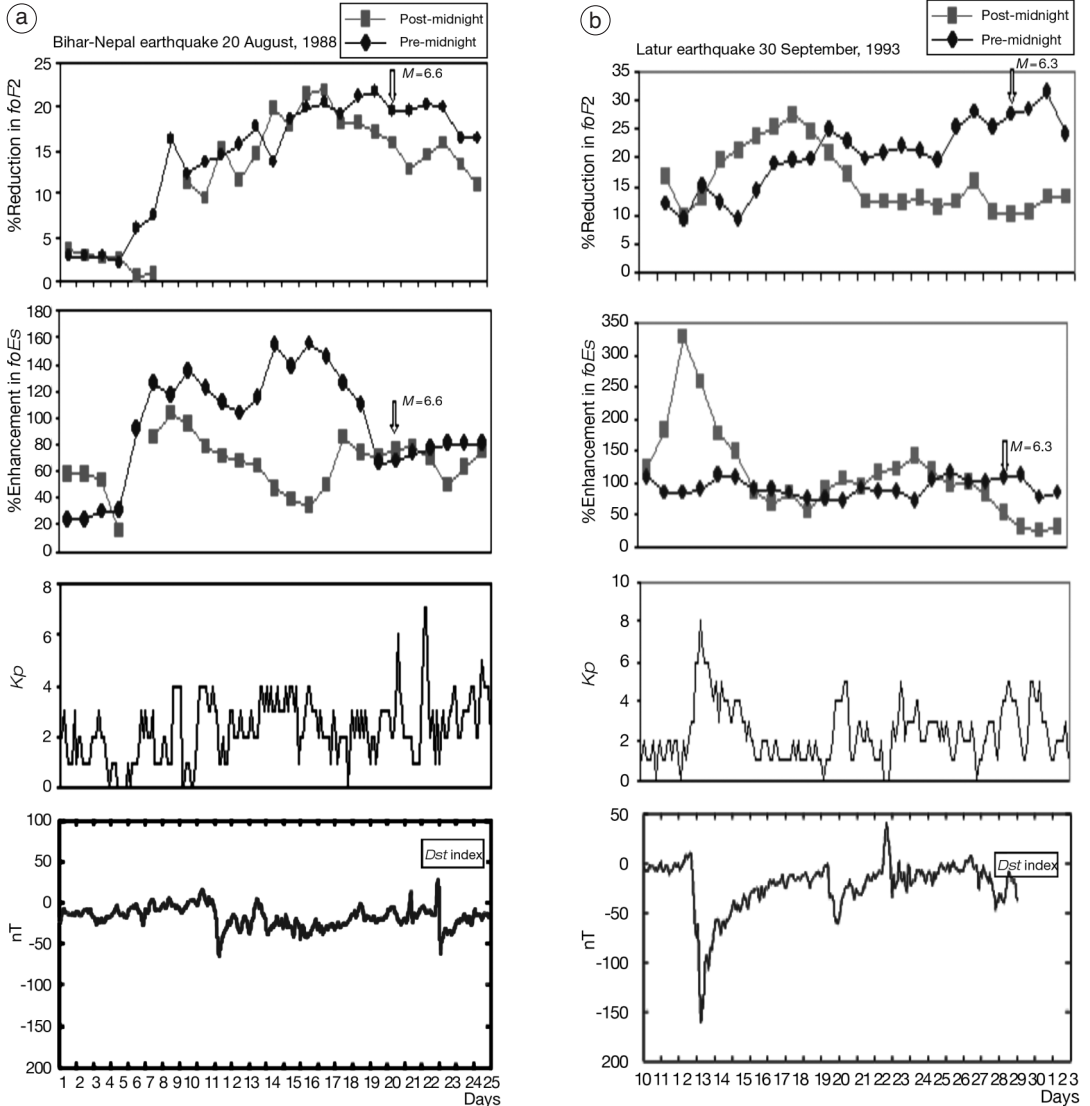 a
Post-midnight
Pre-midnight
Bihar-Nepal earthquake 20 August, 1988
M=6.6
%Reduction in foF2
25
20
15
10
5
0
%Enhancement in foEs
180
160
140
120
100
80
60
40
20
0
M=6.6
Kp
8
6
4
2
0
nT
100
50
0
-50
-100
-150
200
Dst index
1 2 3 4 5 6 7 8 9 10 11 12 13 14 15 16 17 18 19 20 21 22 23 24 25
Days
b
Post-midnight
Pre-midnight
Latur earthquake 30 September, 1993
M=6.3
%Reduction in foF2
35
30
25
20
15
10
5
0
%Enhancement in foEs
350
300
250
200
150
100
50
0
M=6.3
Kp
10
8
6
4
2
0
nT
50
0
-50
-100
-150
-200
Dst index
10 11 12 13 14 15 16 17 18 19 20 21 22 23 24 25 26 27 28 29 30 1 2 3
Days